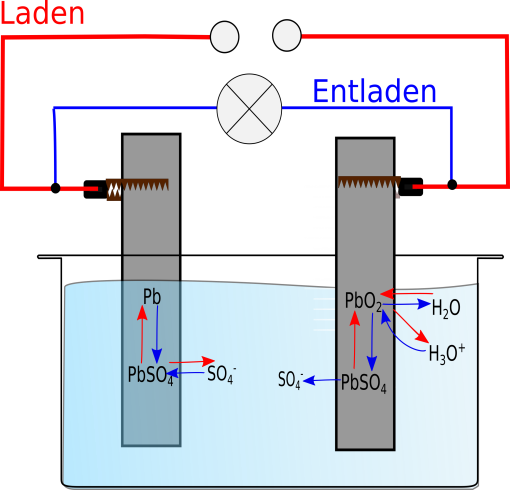 Laden
Entladen
Pb
PbO₂
H₂O
H₃O⁺
PbSO₄
SO₄⁻
SO₄⁻
PbSO₄